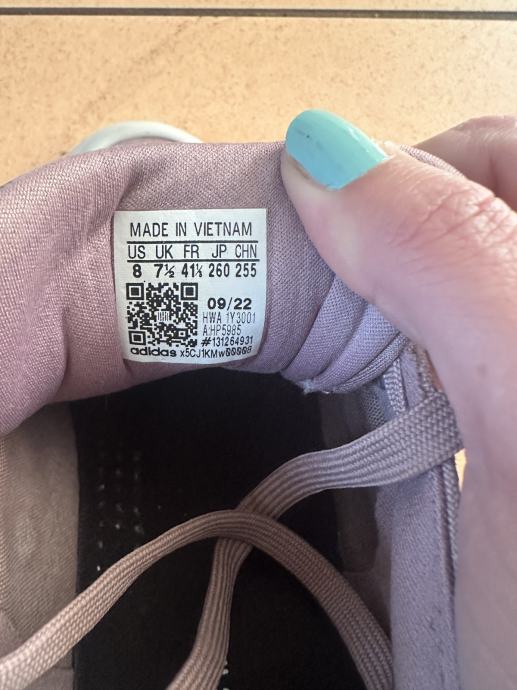 MADE IN VIETNAM
US UK FR JP CHN
8 7½ 41⅓ 260 255
09/22
HWA 1Y3001
A:HP5985
#131264931
adidas x5CJ1KMw00008